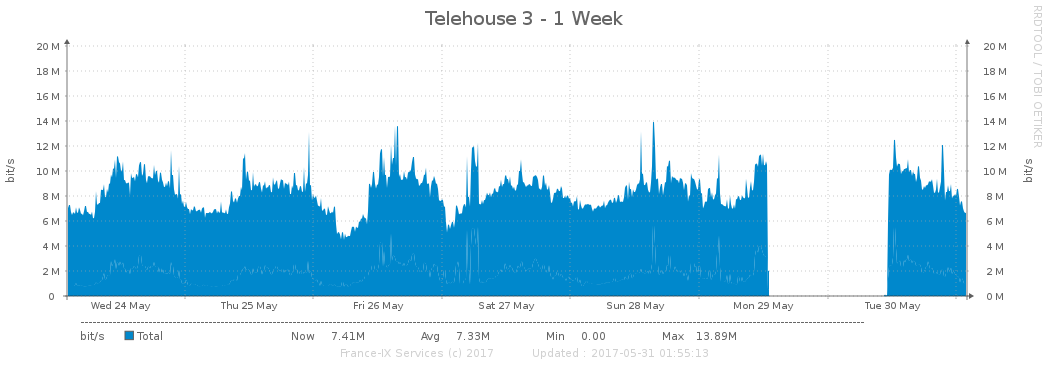 Telehouse 3 - 1 Week
RRDTOOL / TOBI OETIKER
bit/s
20 M
18 M
16 M
14 M
12 M
10 M
8 M
6 M
4 M
2 M
0
20 M
18 M
16 M
14 M
12 M
10 M
8 M
6 M
4 M
2 M
0 M
bit/s
Wed 24 May Thu 25 May Fri 26 May Sat 27 May Sun 28 May Mon 29 May Tue 30 May
bit/s Total Now 7.41M Avg 7.33M Min 0.00 Max 13.89M
France-IX Services (c) 2017 Updated : 2017-05-31 01:55:13